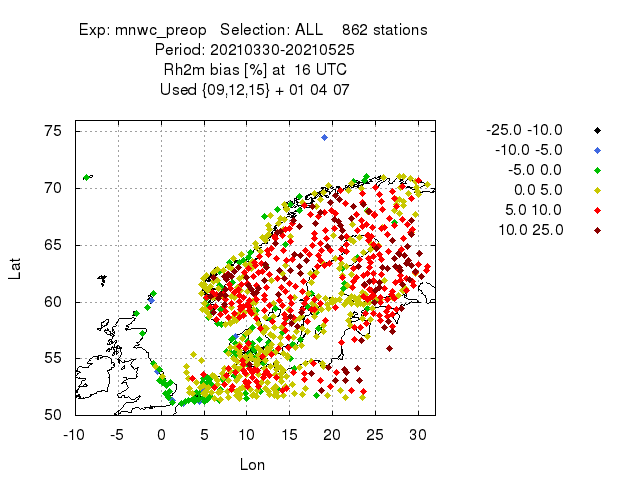 Exp: mnwc_preop   Selection: ALL    862 stations
Period: 20210330-20210525
Rh2m bias [%] at  16 UTC
Used {09,12,15} + 01 04 07
-25.0 -10.0
-10.0 -5.0
-5.0 0.0
0.0 5.0
5.0 10.0
10.0 25.0
75
70
65
60
55
50
Lat
-10 -5 0 5 10 15 20 25 30
Lon